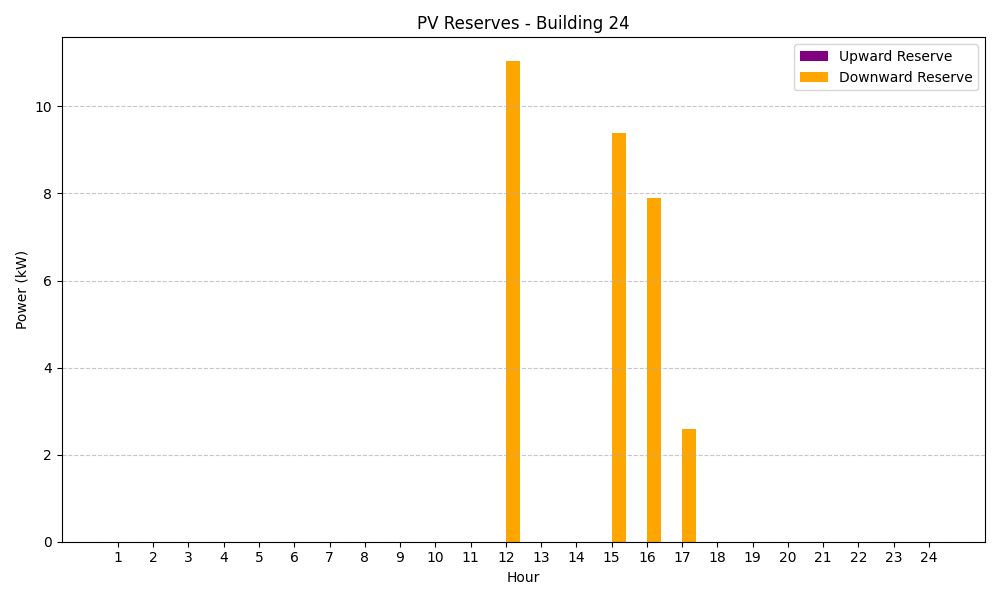 PV Reserves - Building 24
Upward Reserve
Downward Reserve
Power (kW)
10
8
6
4
2
0
1 2 3 4 5 6 7 8 9 10 11 12 13 14 15 16 17 18 19 20 21 22 23 24
Hour